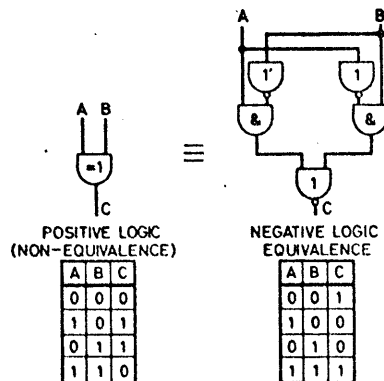 A B
1' 1
& &
A B
=1
≡
1
C C
POSITIVE LOGIC
(NON-EQUIVALENCE)
A B C
0 0 0
1 0 1
0 1 1
1 1 0
NEGATIVE LOGIC
EQUIVALENCE
A B C
0 0 1
1 0 0
0 1 0
1 1 1